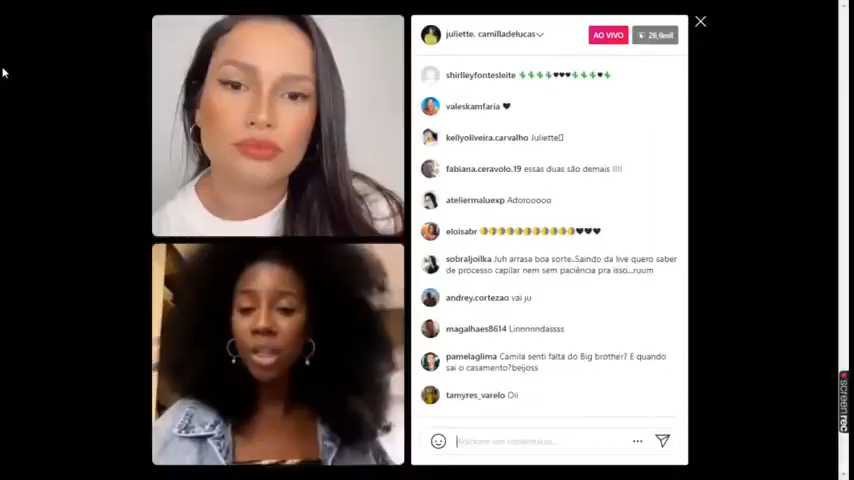 juliette. camilladelucas
AO VIVO
26,9mil
shirlleyfontesleite
valeskamfaria
kellyoliveira.carvalho Juliette
fabiana.ceravolo.19 essas duas são demais !!!!
ateliermaluexp Adorooooo
eloisabr
sobraljoilka Juh arrasa boa sorte..Saindo da live quero saber
de processo capilar nem sem paciência pra isso...ruum
andrey.cortezao vai ju
magalhaes8614 Linnnnndassss
pamelaglima Camila senti falta do Big brother? E quando
sai o casamento?beijoss
tamyres_varelo Oii
Adicione um comentário...
screenrec